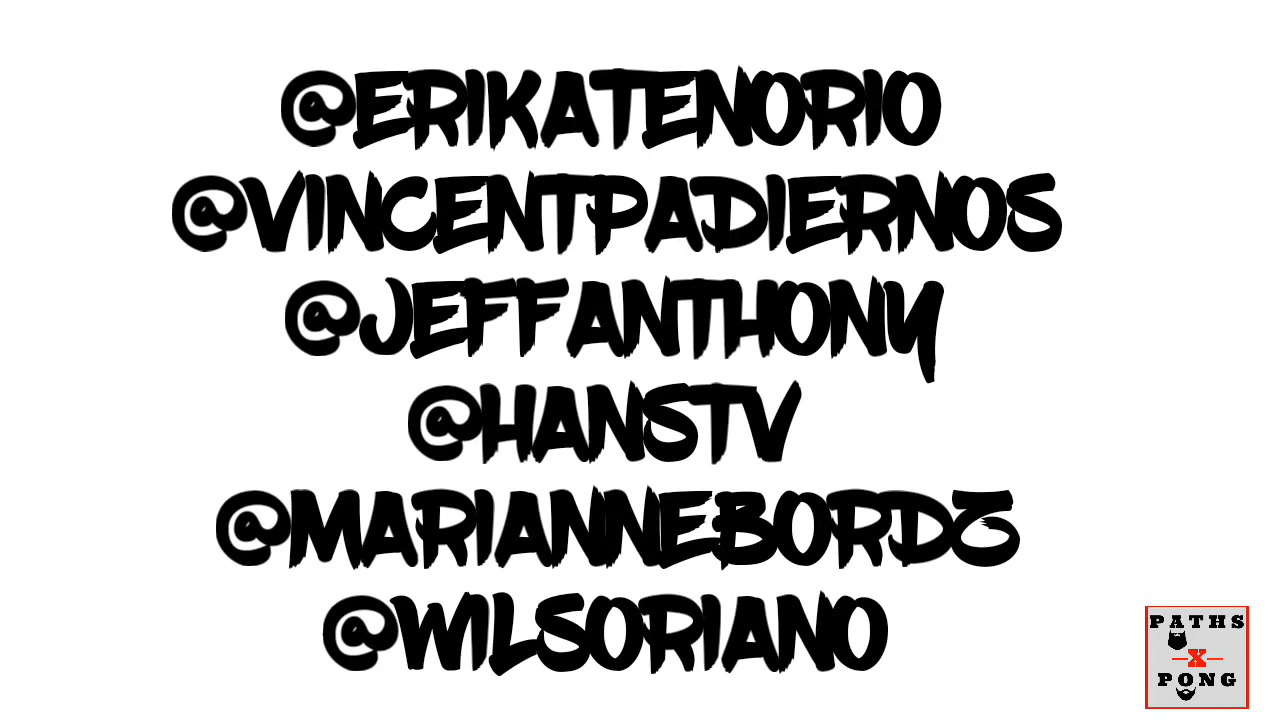 @ERIKATENORIO
@VINCENTPADIERNOS
@JEFFANTHONY
@HANSTV
@MARIANNEBORDZ
@WILSORIANO
PATHS
X
PONG